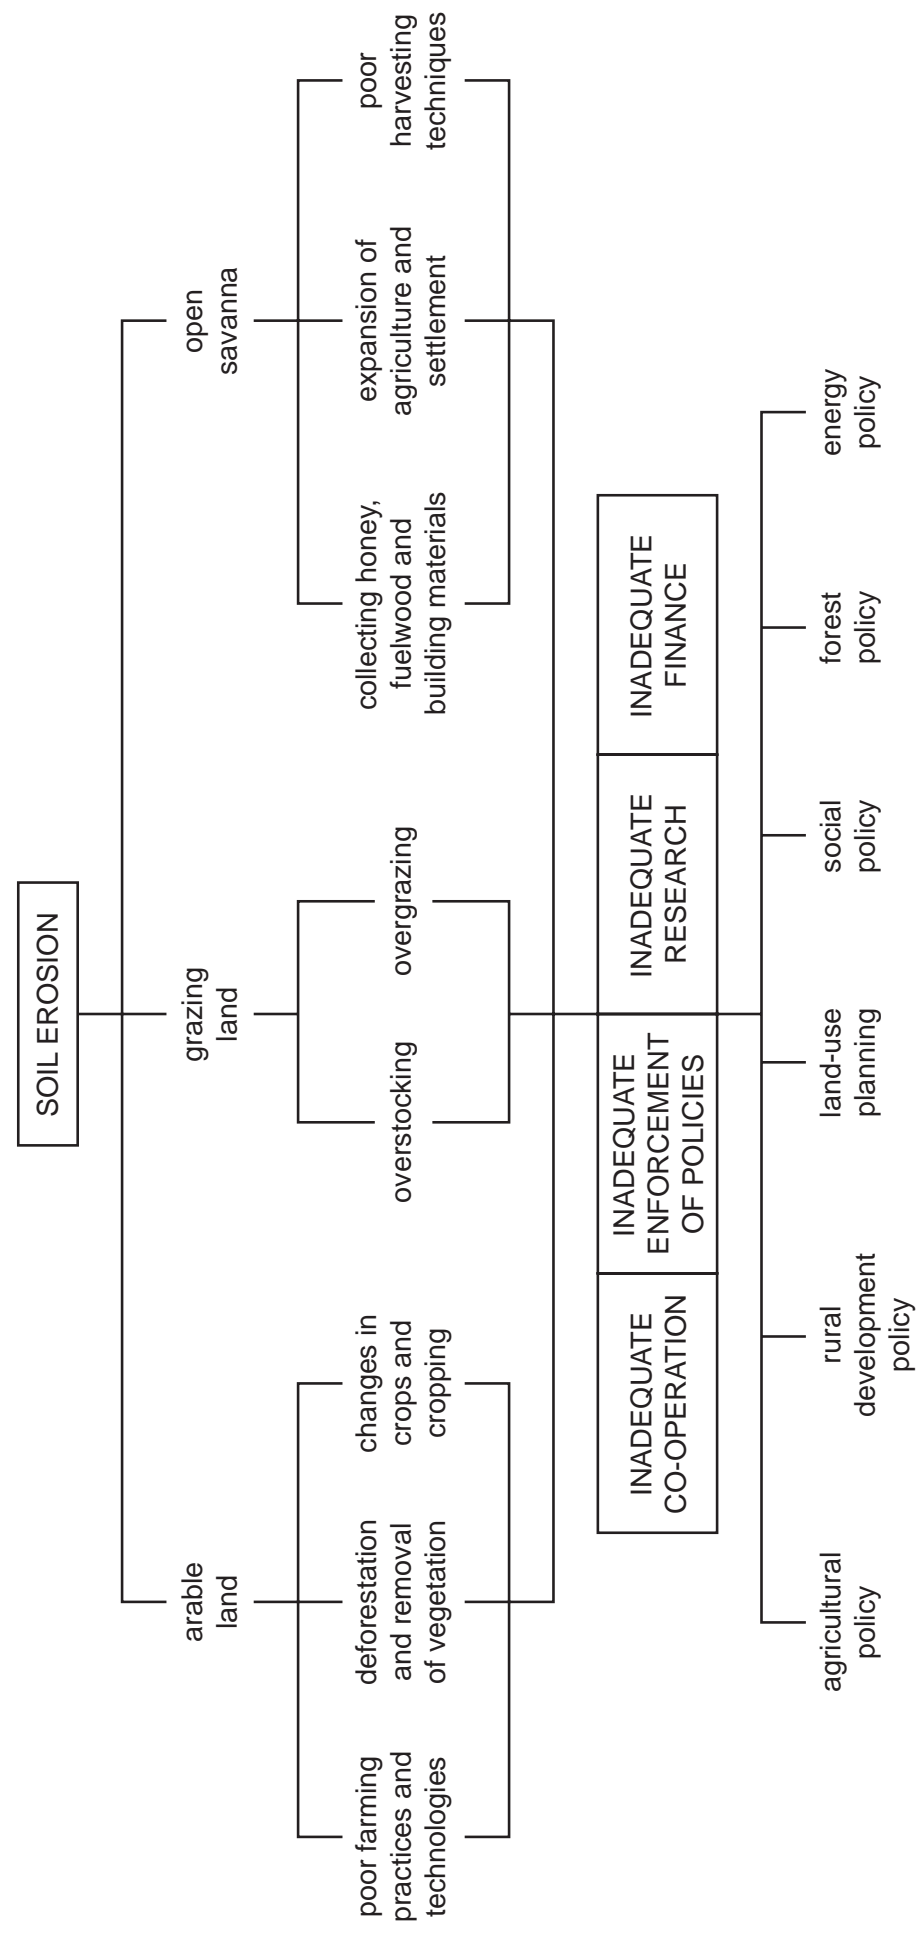 SOIL EROSION
arable
land
grazing
land
open
savanna
poor farming
practices and
technologies
deforestation
and removal
of vegetation
changes in
crops and
cropping
overstocking
overgrazing
collecting honey,
fuelwood and
building materials
expansion of
agriculture and
settlement
poor
harvesting
techniques
INADEQUATE
CO-OPERATION
INADEQUATE
ENFORCEMENT
OF POLICIES
INADEQUATE
RESEARCH
INADEQUATE
FINANCE
agricultural
policy
rural
development
policy
land-use
planning
social
policy
forest
policy
energy
policy